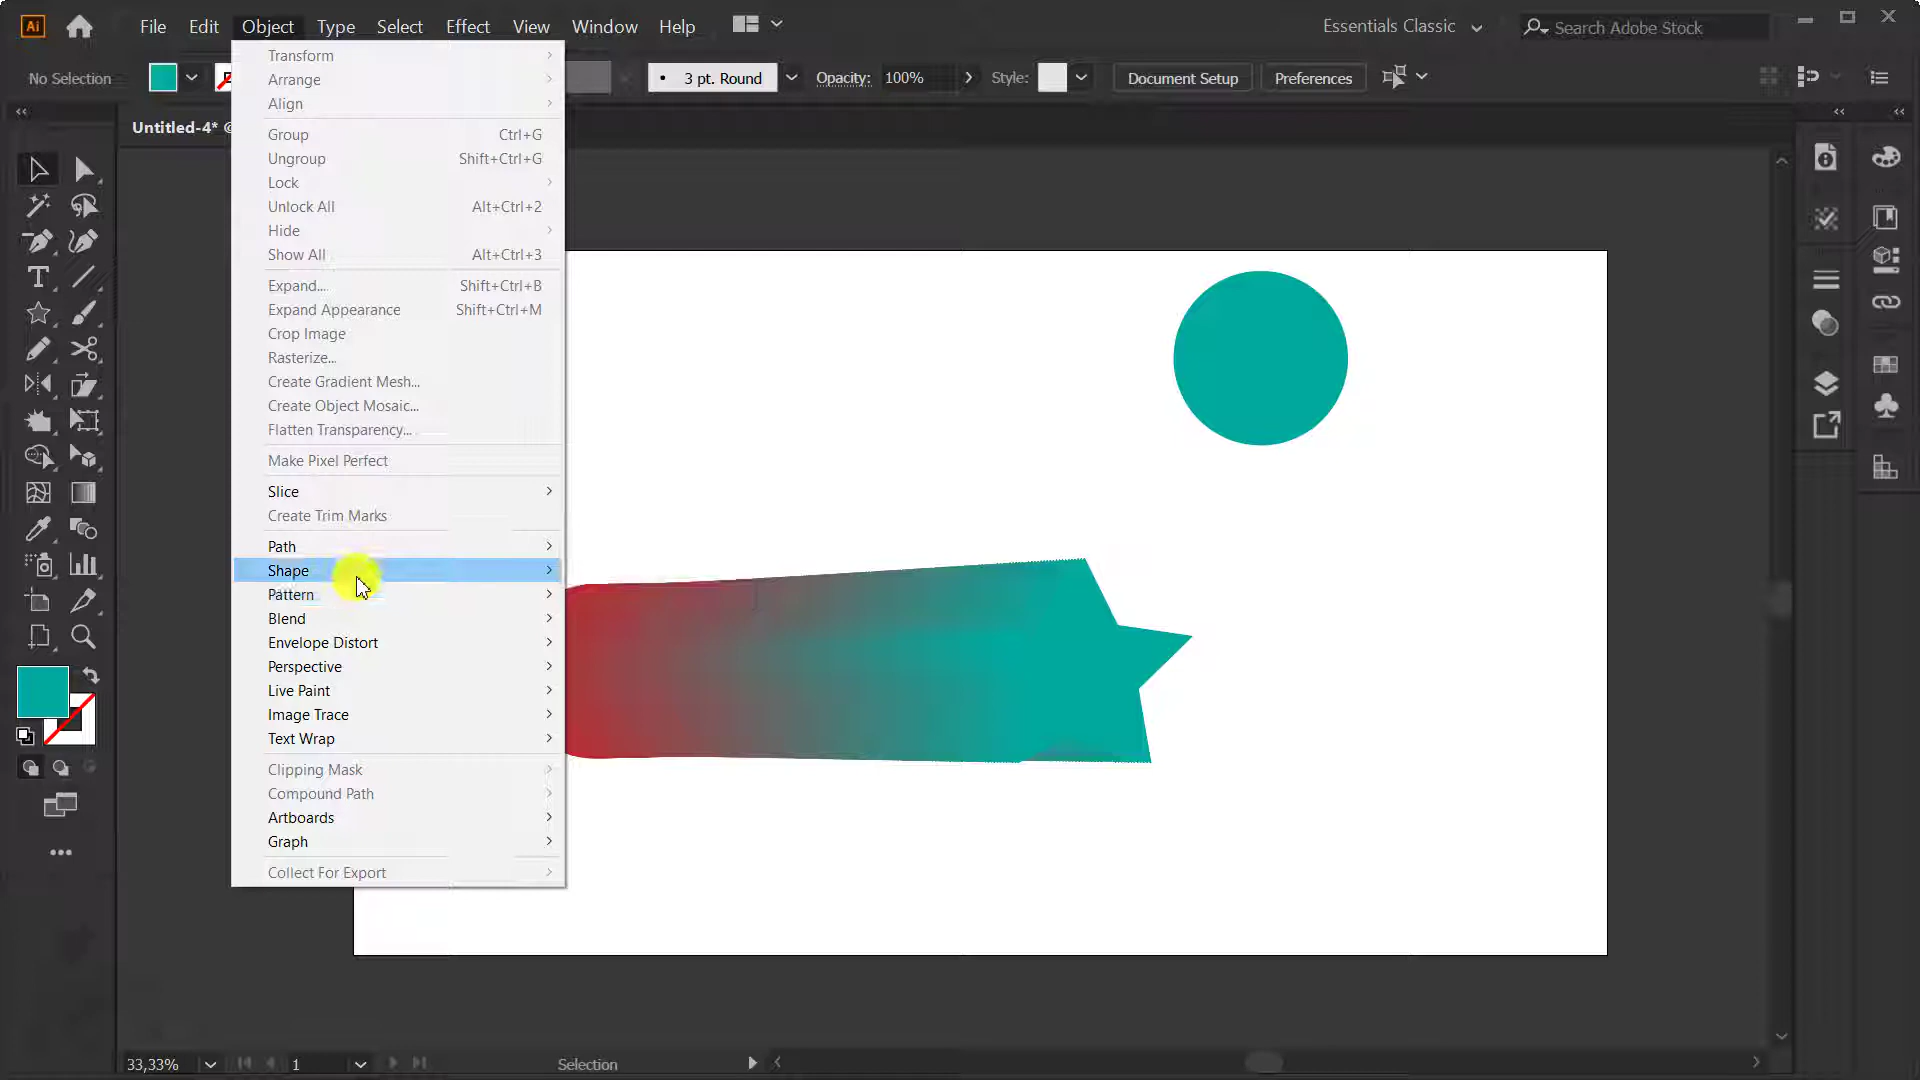 Ai File Edit Object Type Select Effect View Window Help Essentials Classic Search Adobe Stock
No Selection 3 pt. Round Opacity: 100% Style: Document Setup Preferences
Untitled-4*
Transform
Arrange
Align
Group Ctrl+G
Ungroup Shift+Ctrl+G
Lock
Unlock All Alt+Ctrl+2
Hide
Show All Alt+Ctrl+3
Expand... Shift+Ctrl+B
Expand Appearance Shift+Ctrl+M
Crop Image
Rasterize...
Create Gradient Mesh...
Create Object Mosaic...
Flatten Transparency...
Make Pixel Perfect
Slice
Create Trim Marks
Path
Shape
Pattern
Blend
Envelope Distort
Perspective
Live Paint
Image Trace
Text Wrap
Clipping Mask
Compound Path
Artboards
Graph
Collect For Export
33,33% 1 Selection